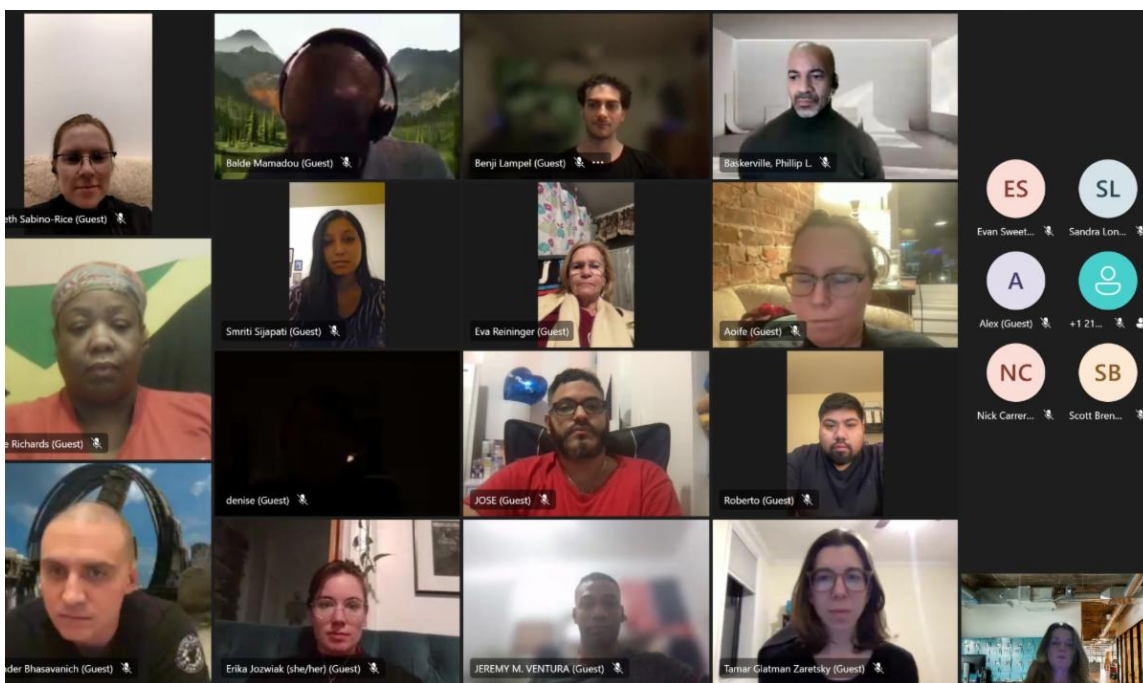 eth Sabino-Rice (Guest)
Balde Mamadou (Guest)
Benji Lampel (Guest) ...
Baskerville, Phillip L.
ES
SL
Evan Sweet...
Sandra Lon...
Smriti Sijapati (Guest)
Eva Reininger (Guest)
Aoife (Guest)
A
Alex (Guest)
+1 21...
e Richards (Guest)
denise (Guest)
JOSE (Guest)
Roberto (Guest)
NC
SB
Nick Carrer...
Scott Bren...
nder Bhasavanich (Guest)
Erika Jozwiak (she/her) (Guest)
JEREMY M. VENTURA (Guest)
Tamar Glatman Zaretsky (Guest)